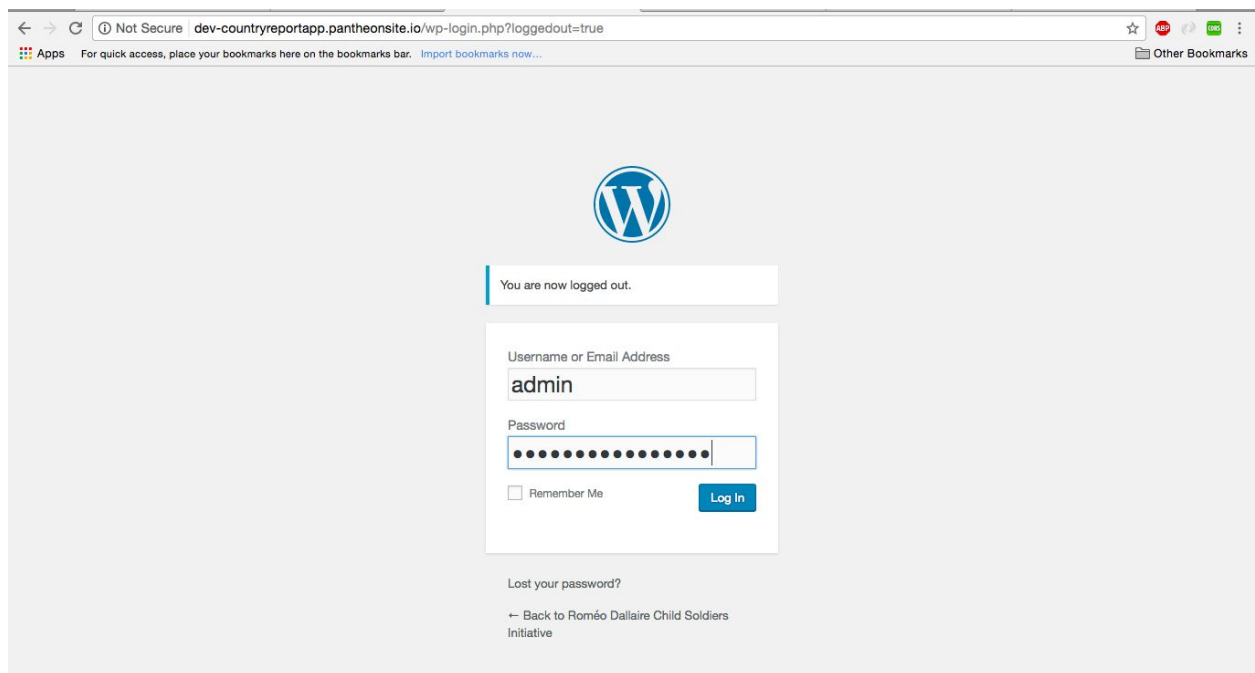 Not Secure dev-countryreportapp.pantheonsite.io/wp-login.php?loggedout=true ABP CORS
Apps For quick access, place your bookmarks here on the bookmarks bar. Import bookmarks now... Other Bookmarks
You are now logged out.
Username or Email Address
admin
Password
••••••••••••••••
Remember Me Log In
Lost your password?
← Back to Roméo Dallaire Child Soldiers
Initiative